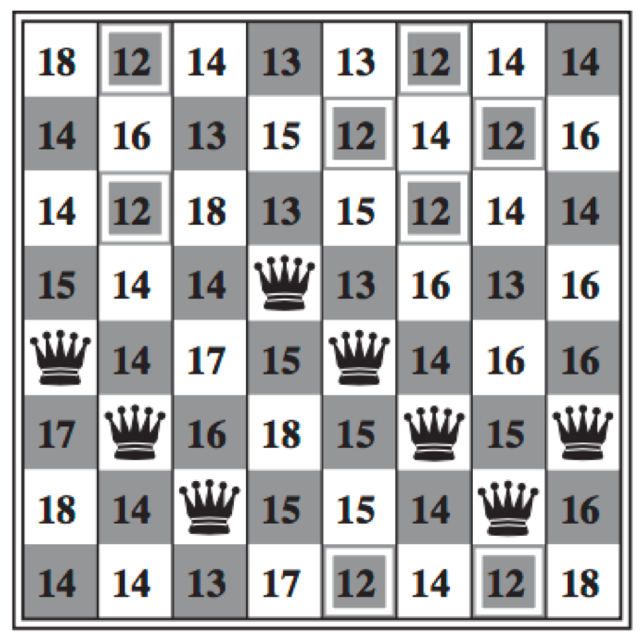 18 12 14 13 13 12 14 14
14 16 13 15 12 14 12 16
14 12 18 13 15 12 14 14
15 14 14 13 16 13 16
14 17 15 14 16 16
17 16 18 15 15
18 14 15 15 14 16
14 14 13 17 12 14 12 18